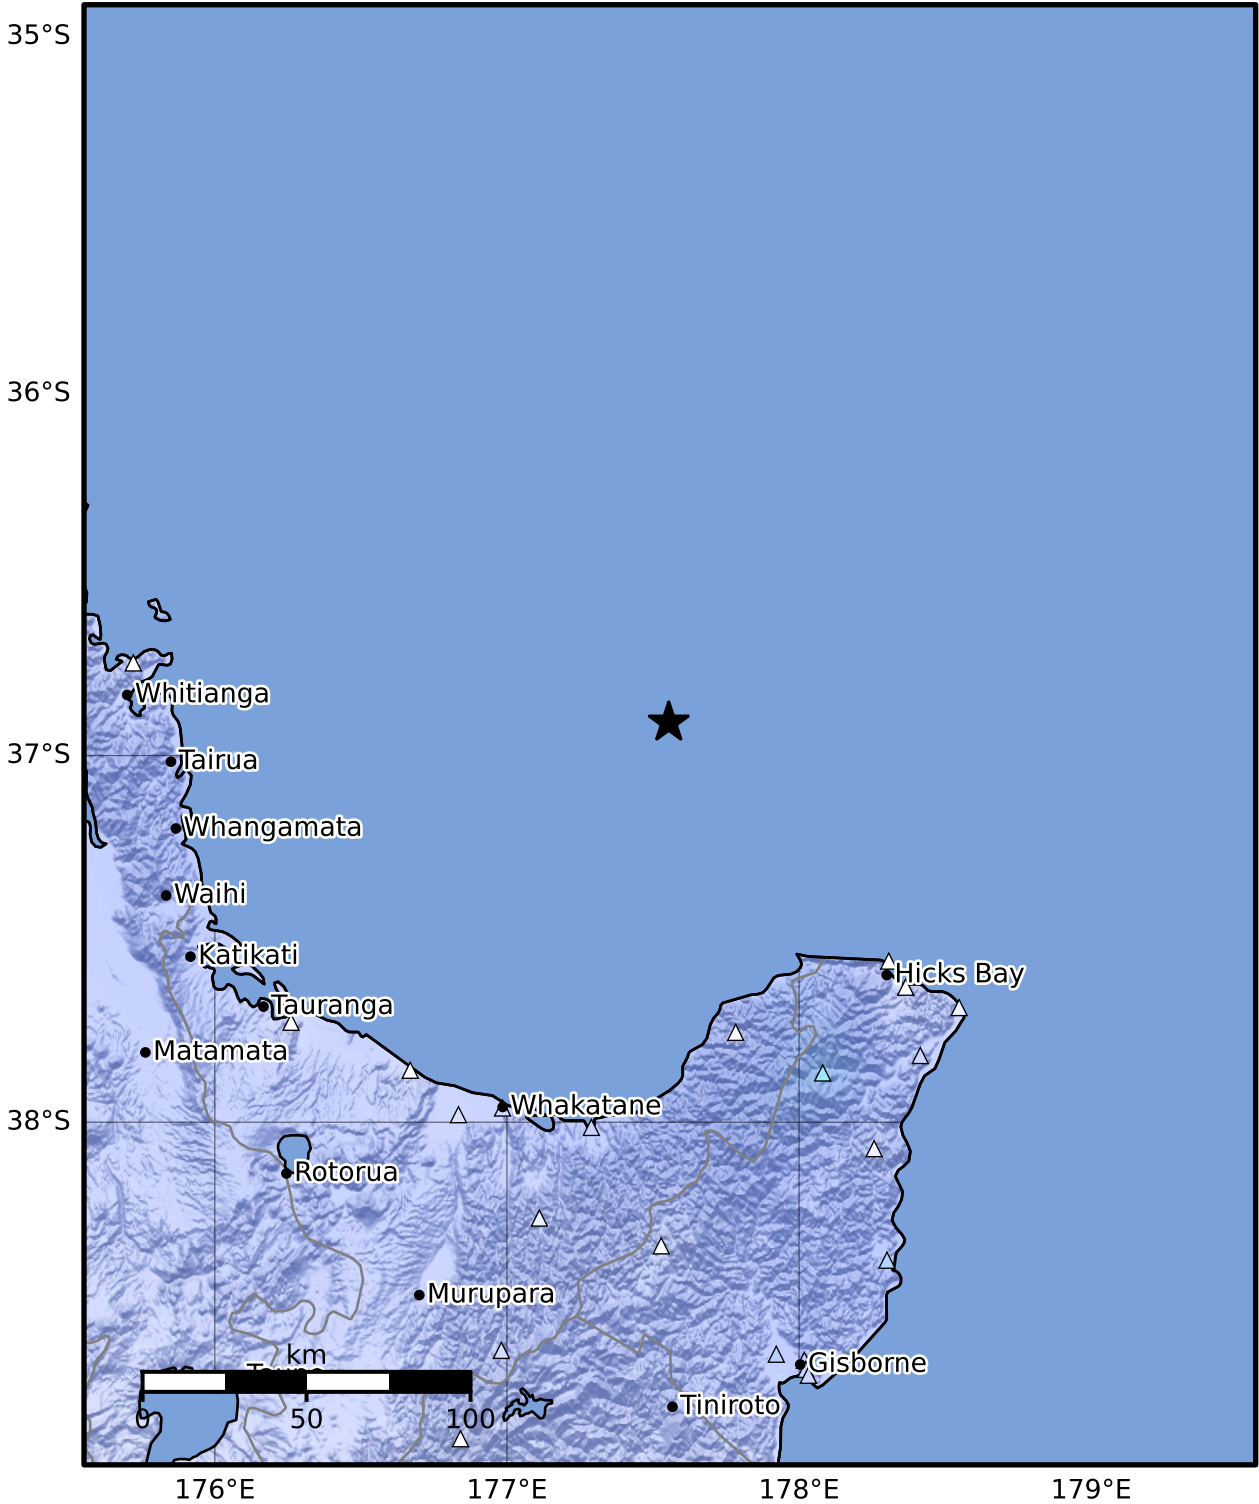 35°S
36°S
Whitianga
37°S
Tairua
Whangamata
Waihi
Katikati
Hicks Bay
Tauranga
Matamata
Whakatane
38°S
Rotorua
Murupara
km
Gisborne
Tiniroto
0 50 100
176°E 177°E 178°E 179°E